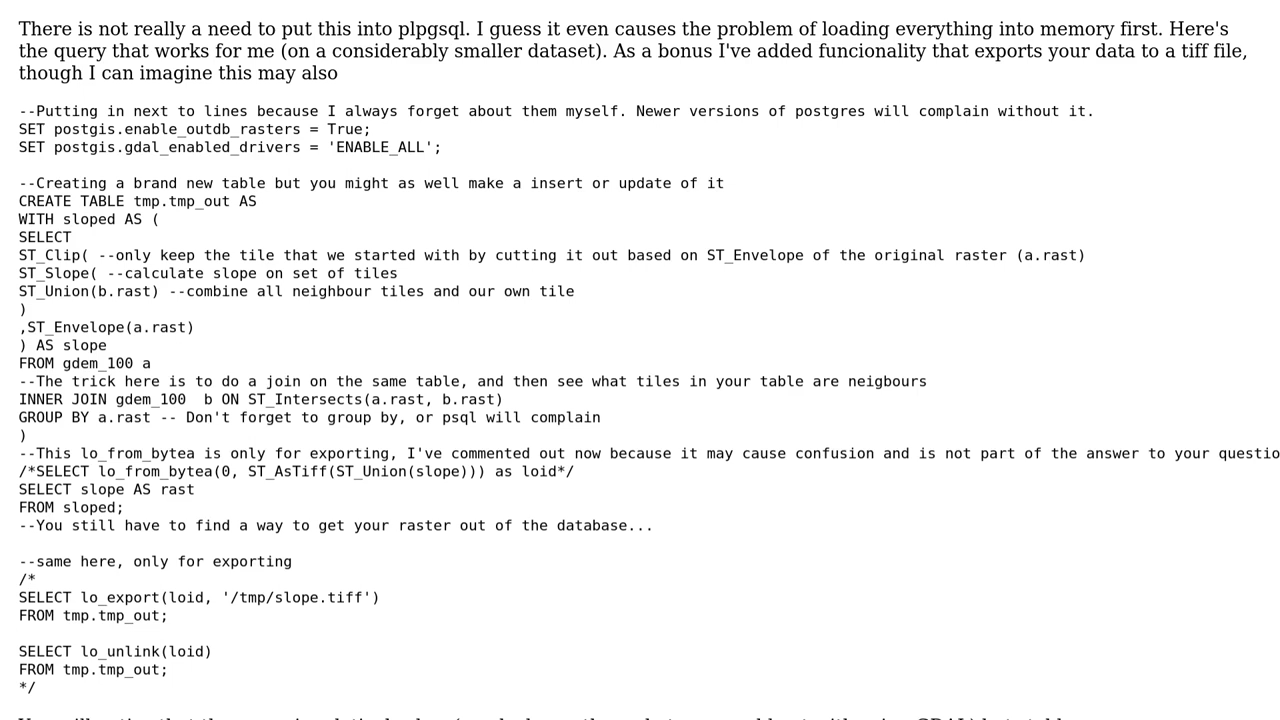 There is not really a need to put this into plpgsql. I guess it even causes the problem of loading everything into memory first. Here's
the query that works for me (on a considerably smaller dataset). As a bonus I've added funcionality that exports your data to a tiff file,
though I can imagine this may also
--Putting in next to lines because I always forget about them myself. Newer versions of postgres will complain without it.
SET postgis.enable_outdb_rasters = True;
SET postgis.gdal_enabled_drivers = 'ENABLE_ALL';
--Creating a brand new table but you might as well make a insert or update of it
CREATE TABLE tmp.tmp_out AS
WITH sloped AS (
SELECT
ST_Clip( --only keep the tile that we started with by cutting it out based on ST_Envelope of the original raster (a.rast)
ST_Slope( --calculate slope on set of tiles
ST_Union(b.rast) --combine all neighbour tiles and our own tile
)
,ST_Envelope(a.rast)
) AS slope
FROM gdem_100 a
--The trick here is to do a join on the same table, and then see what tiles in your table are neigbours
INNER JOIN gdem_100  b ON ST_Intersects(a.rast, b.rast)
GROUP BY a.rast -- Don't forget to group by, or psql will complain
)
--This lo_from_bytea is only for exporting, I've commented out now because it may cause confusion and is not part of the answer to your questio
/*SELECT lo_from_bytea(0, ST_AsTiff(ST_Union(slope))) as loid*/
SELECT slope AS rast
FROM sloped;
--You still have to find a way to get your raster out of the database...
--same here, only for exporting
/*
SELECT lo_export(loid, '/tmp/slope.tiff')
FROM tmp.tmp_out;
SELECT lo_unlink(loid)
FROM tmp.tmp_out;
*/